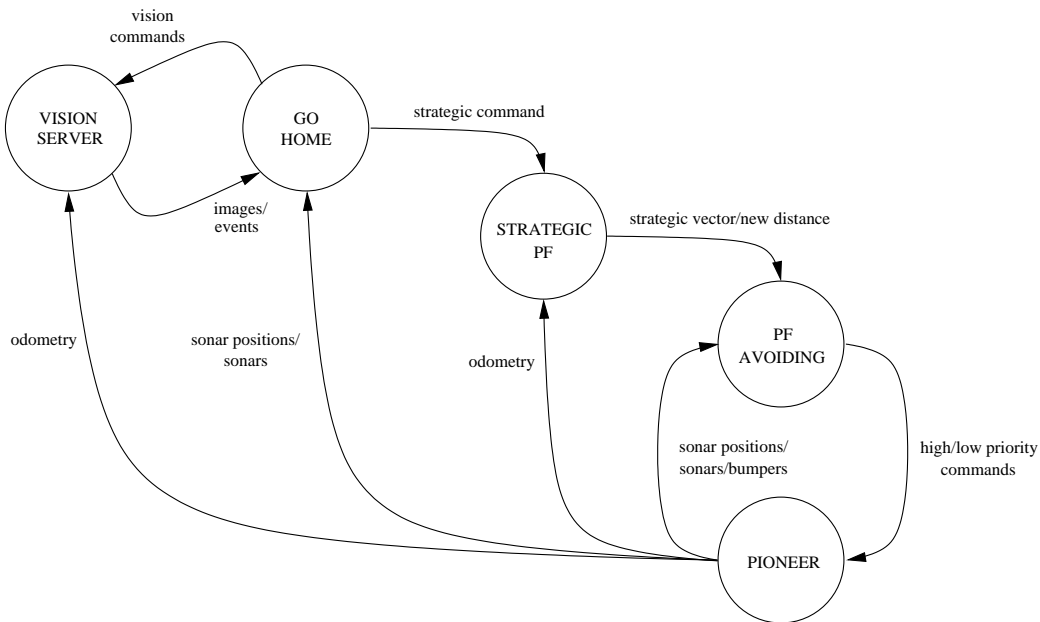 vision
commands
VISION
SERVER
GO
HOME
strategic command
images/
events
STRATEGIC
PF
strategic vector/new distance
odometry
sonar positions/
sonars
odometry
PF
AVOIDING
sonar positions/
sonars/bumpers
high/low priority
commands
PIONEER